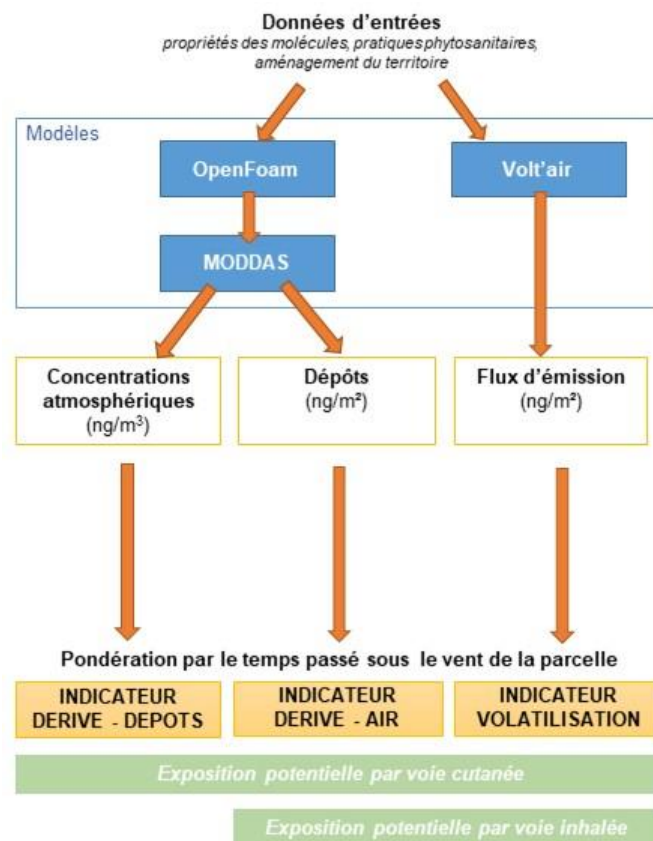 Données d'entrées
propriétés des molécules, pratiques phytosanitaires,
aménagement du territoire
Modèles
OpenFoam
Volt'air
MODDAS
Concentrations
atmosphériques
(ng/m³)
Dépôts
(ng/m²)
Flux d'émission
(ng/m²)
Pondération par le temps passé sous le vent de la parcelle
INDICATEUR
DERIVE - DEPOTS
INDICATEUR
DERIVE - AIR
INDICATEUR
VOLATILISATION
Exposition potentielle par voie cutanée
Exposition potentielle par voie inhalée